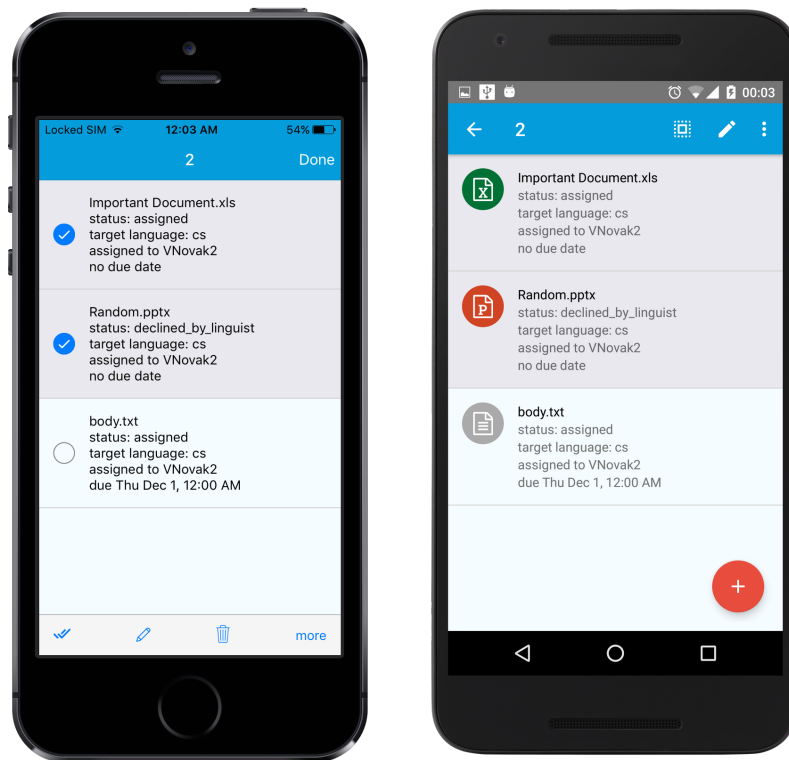 Locked SIM 12:03 AM 54%
2 Done
Important Document.xls
status: assigned
target language: cs
assigned to VNovak2
no due date
Random.pptx
status: declined_by_linguist
target language: cs
assigned to VNovak2
no due date
body.txt
status: assigned
target language: cs
assigned to VNovak2
due Thu Dec 1, 12:00 AM
more
00:03
2
X
Important Document.xls
status: assigned
target language: cs
assigned to VNovak2
no due date
P
Random.pptx
status: declined_by_linguist
target language: cs
assigned to VNovak2
no due date
body.txt
status: assigned
target language: cs
assigned to VNovak2
due Thu Dec 1, 12:00 AM
+